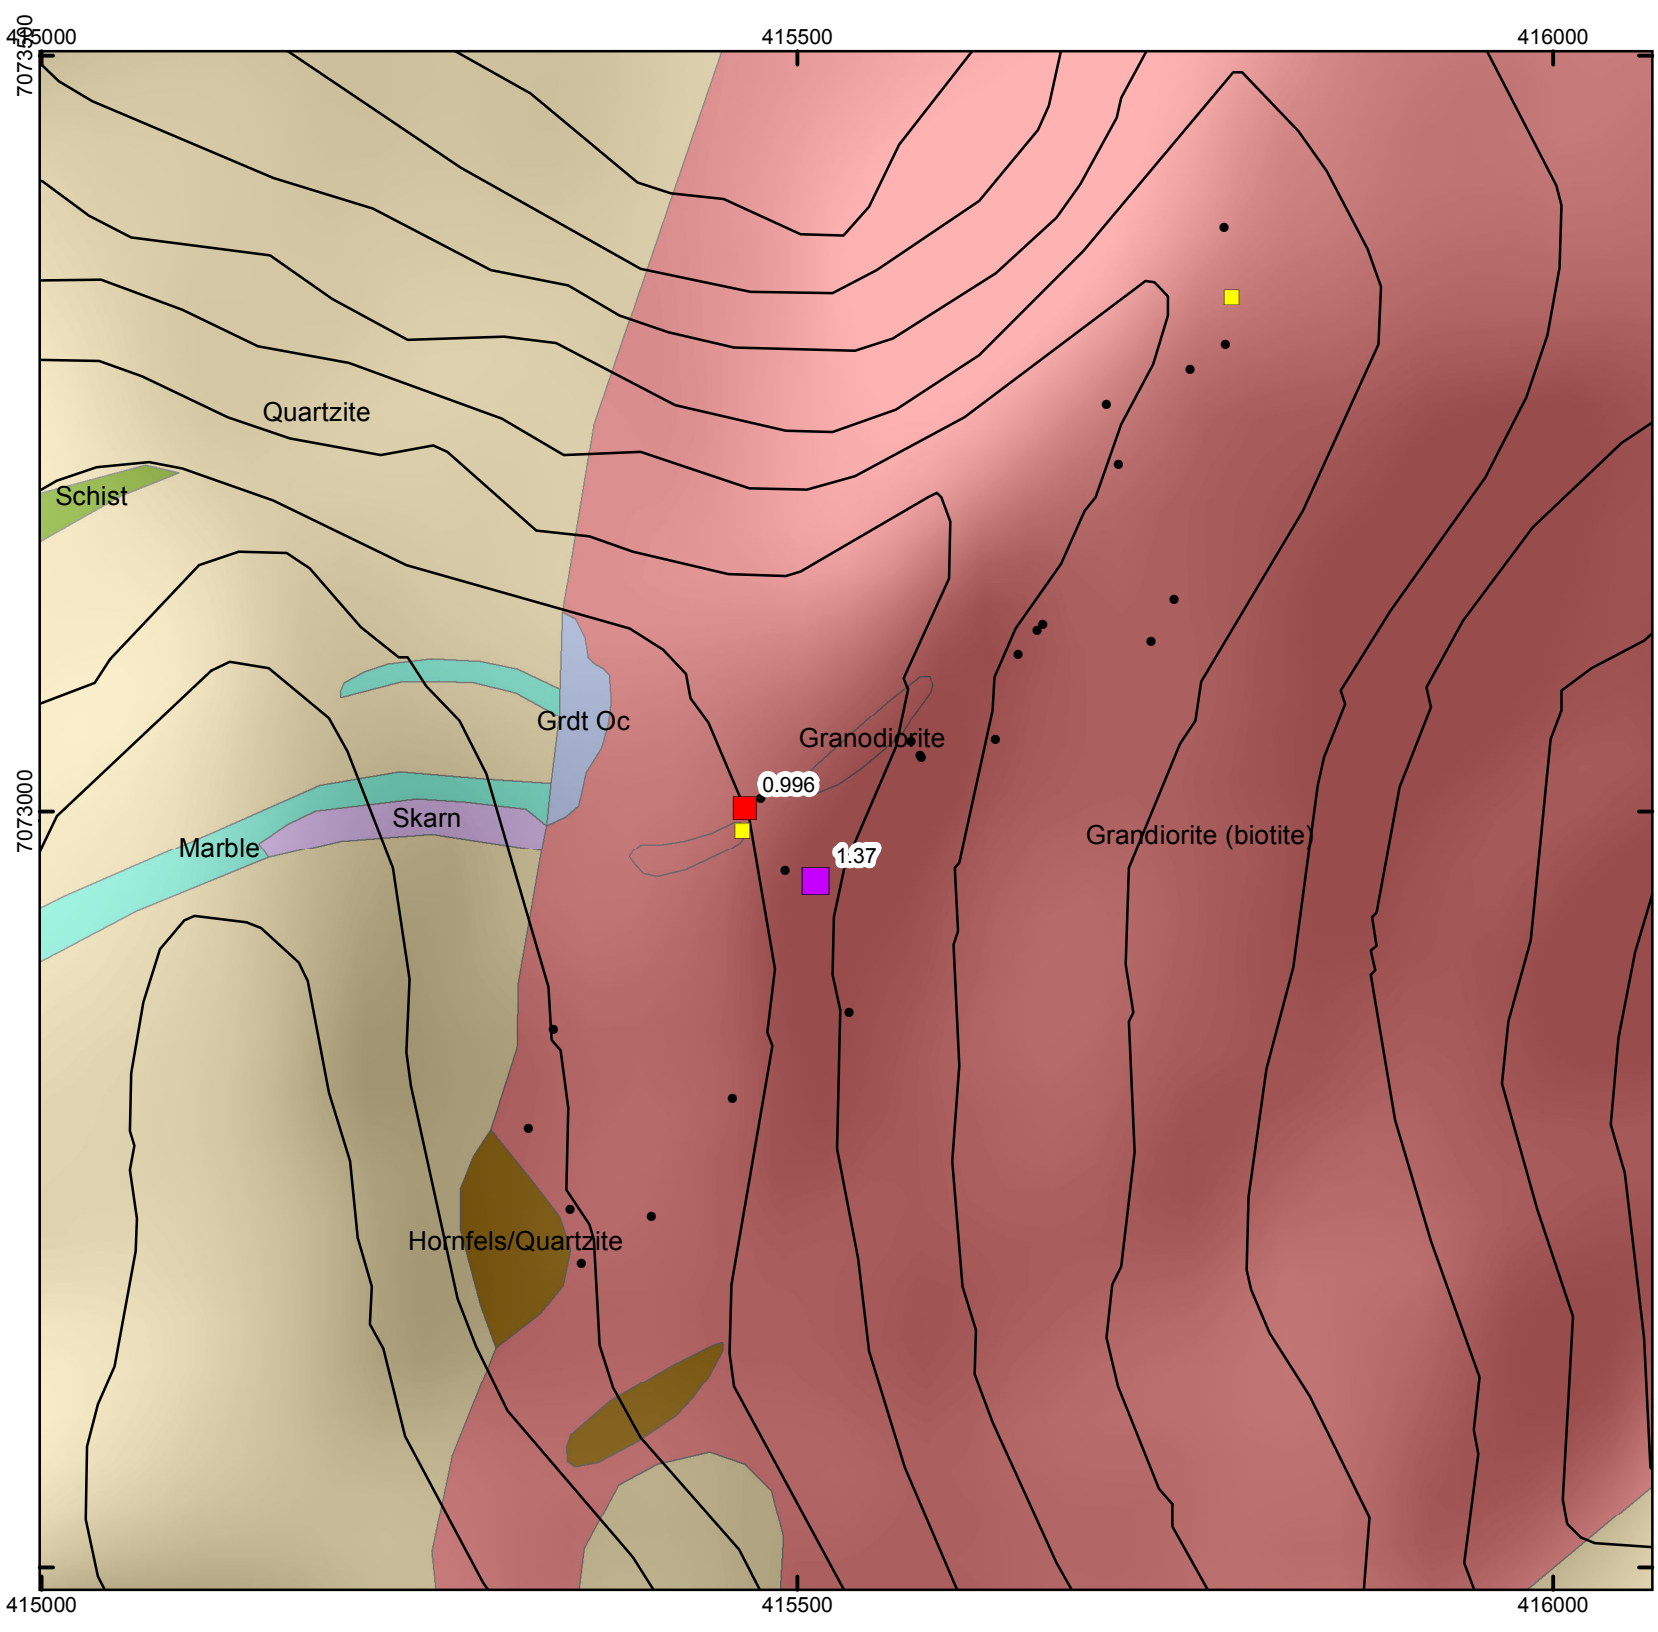 415000
415500
416000
7073500
Quartzite
Schist
Grdt Oc
Granodiorite
0.996
7073000
Skarn
Marble
Grandiorite (biotite)
1.37
Hornfels/Quartzite
415000
415500
416000